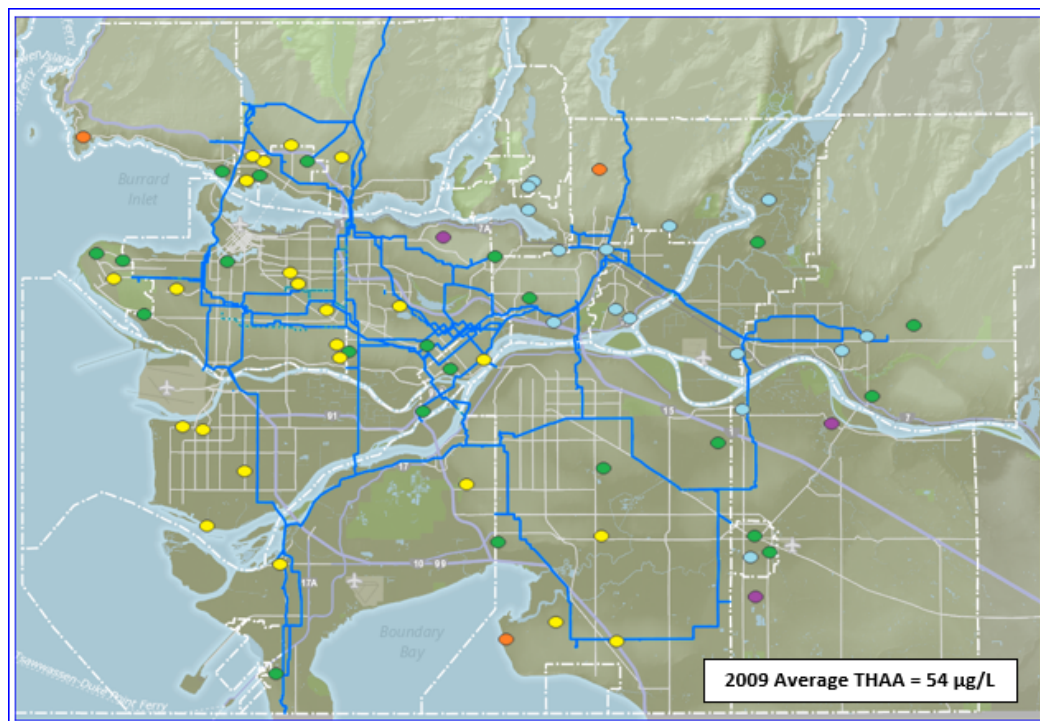 Burrard
Inlet
7A
91
15
7
17
10 - 99
17A
Boundary
Bay
Tsawwassen-Duke Point Ferry
2009 Average THAA = 54 µg/L